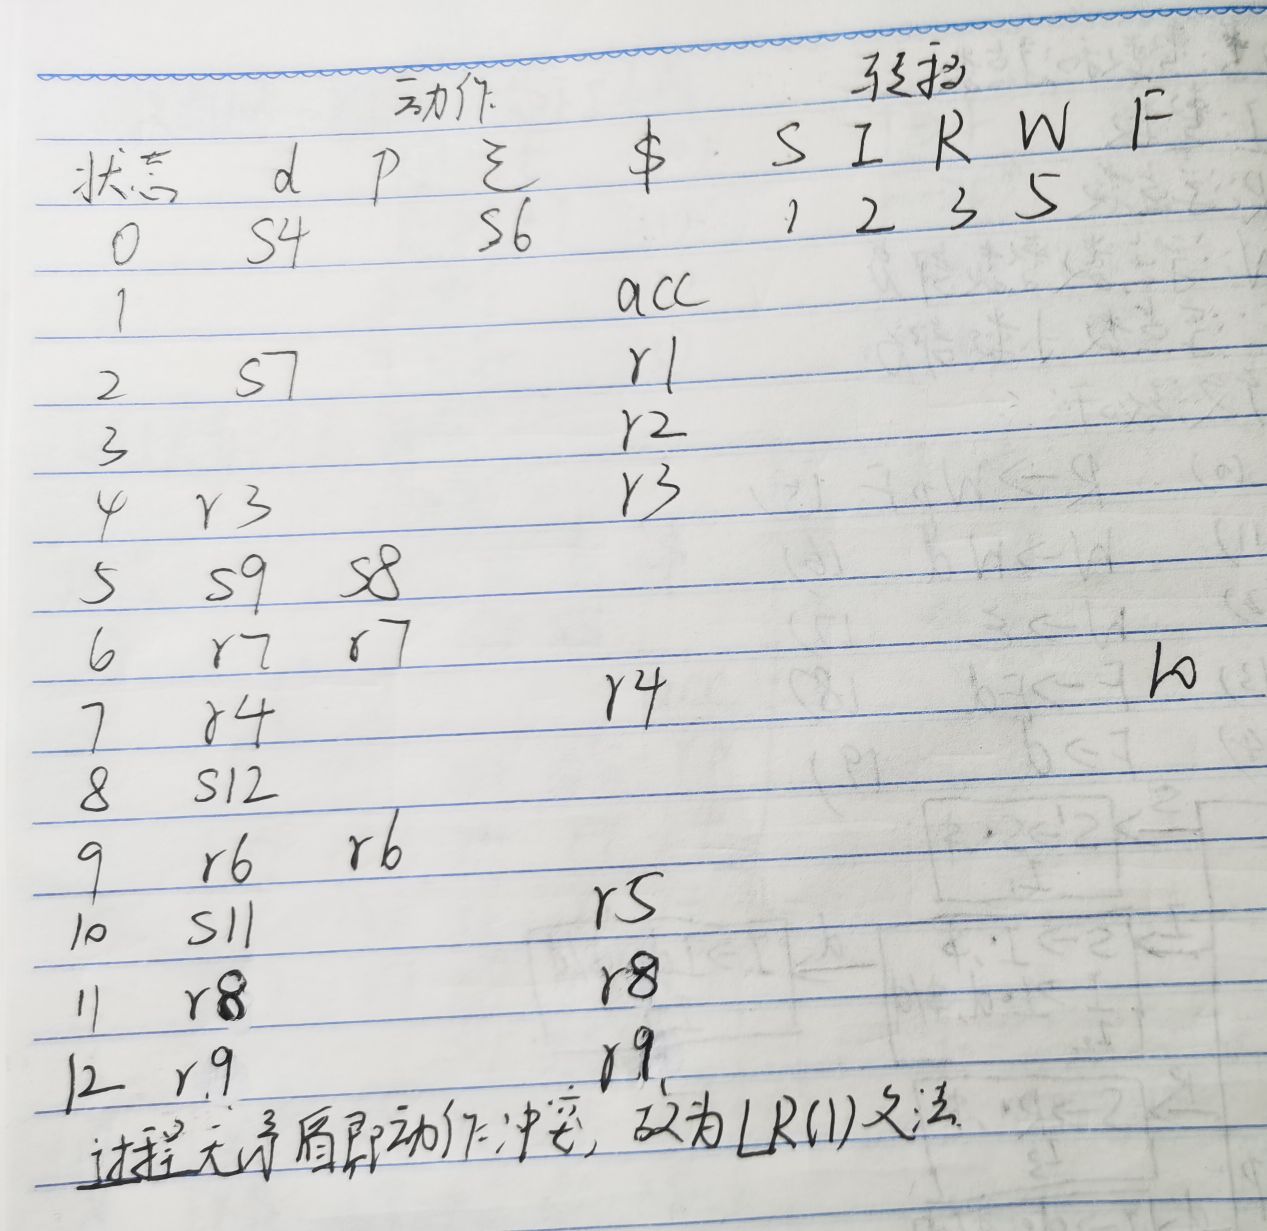 动作 转移
状态 d P ξ $ S I R W F
0 S4 S6 1 2 3 5
1 acc
2 S7 r1
3 r2
4 r3 r3
5 S9 S8
6 r7 r7
7 r4 r4 10
8 S12
9 r6 r6
10 S11 r5
11 r8 r8
12 r9 r9
过程无矛盾即动作冲突,故为LR(1)文法